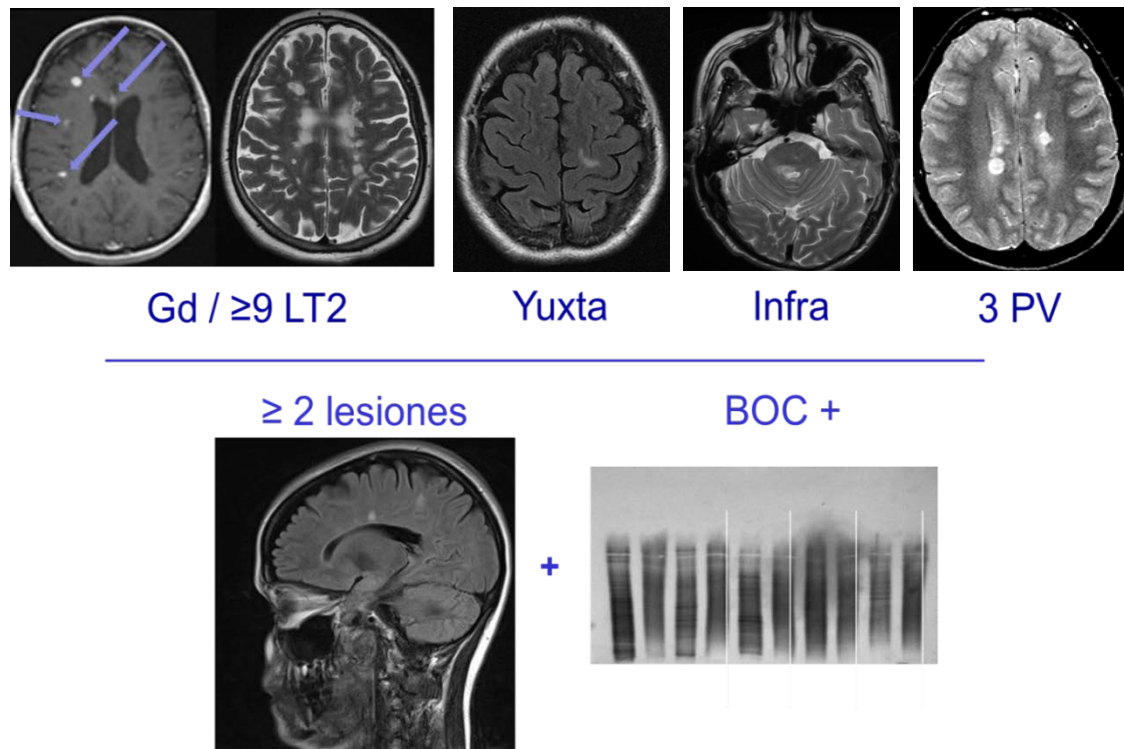 Gd / ≥9 LT2
Yuxta
Infra
3 PV
≥ 2 lesiones
BOC +
+